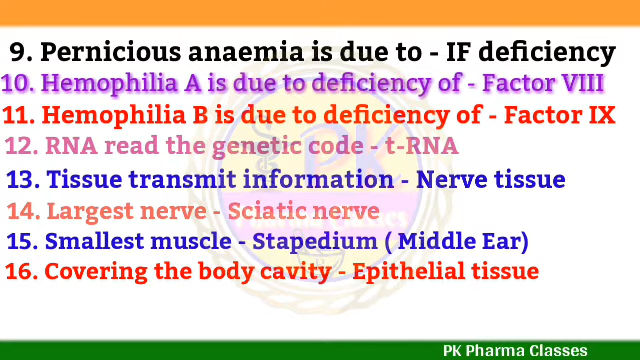 9. Pernicious anaemia is due to - IF deficiency
10. Hemophilia A is due to deficiency of - Factor VIII
11. Hemophilia B is due to deficiency of - Factor IX
12. RNA read the genetic code - t-RNA
13. Tissue transmit information - Nerve tissue
14. Largest nerve - Sciatic nerve
15. Smallest muscle - Stapedium ( Middle Ear)
16. Covering the body cavity - Epithelial tissue
PK Pharma Classes